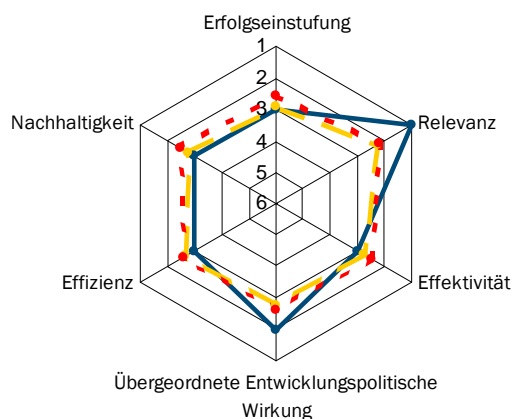 Erfolgseinstufung
1
2
3
4
5
6
Nachhaltigkeit
Relevanz
Effizienz
Effektivität
Übergeordnete Entwicklungspolitische
Wirkung